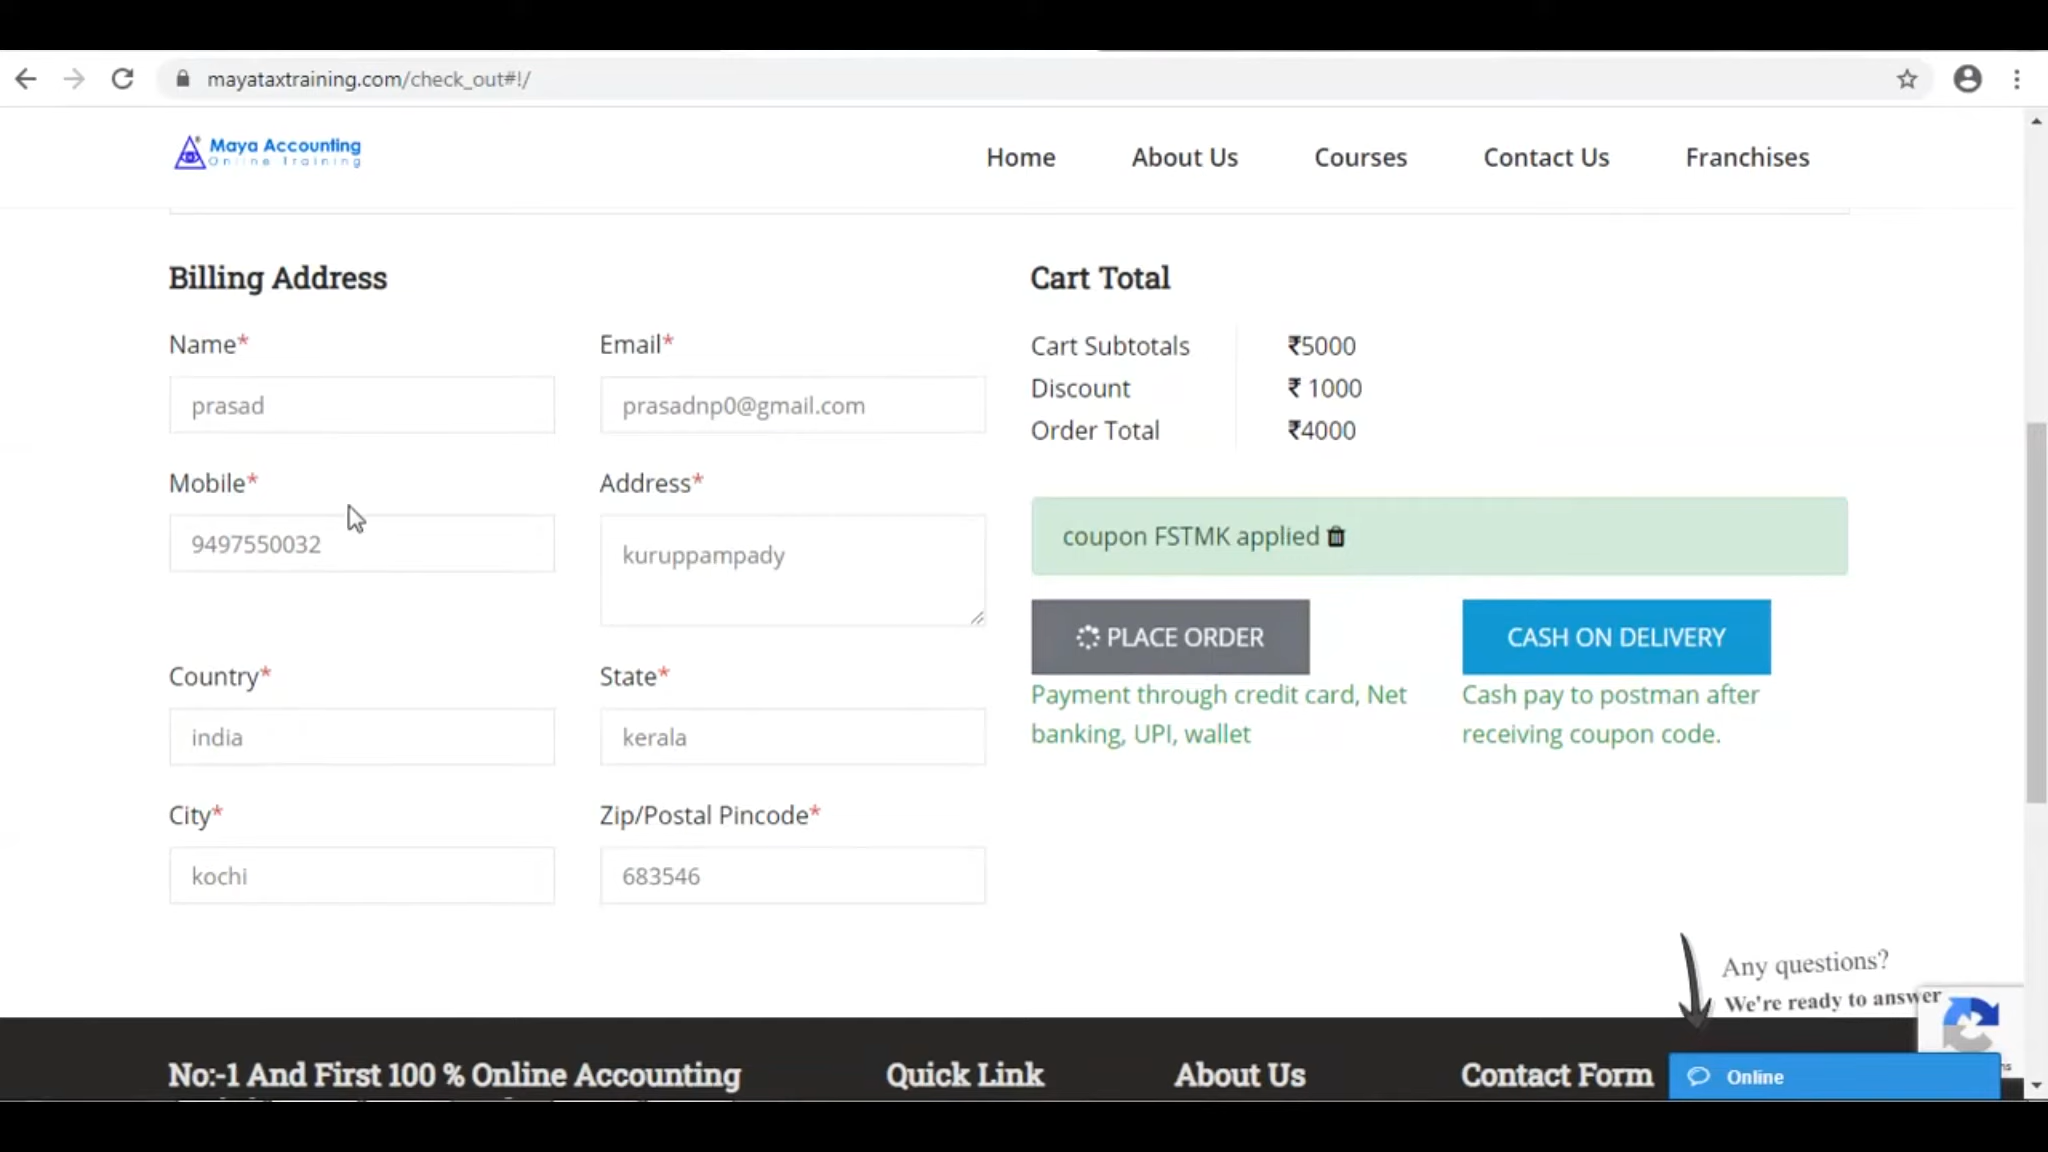 mayataxtraining.com/check_out#!/
Maya Accounting
Online Training
Home
About Us
Courses
Contact Us
Franchises
Billing Address
Name*
Email*
prasad
prasadnp0@gmail.com
Mobile*
Address*
9497550032
kuruppampady
Country*
State*
india
kerala
City*
Zip/Postal Pincode*
kochi
683546
Cart Total
Cart Subtotals ₹5000
Discount ₹ 1000
Order Total ₹4000
coupon FSTMK applied
PLACE ORDER
CASH ON DELIVERY
Payment through credit card, Net
banking, UPI, wallet
Cash pay to postman after
receiving coupon code.
Any questions?
We're ready to answer
No:-1 And First 100 % Online Accounting
Quick Link
About Us
Contact Form
Online